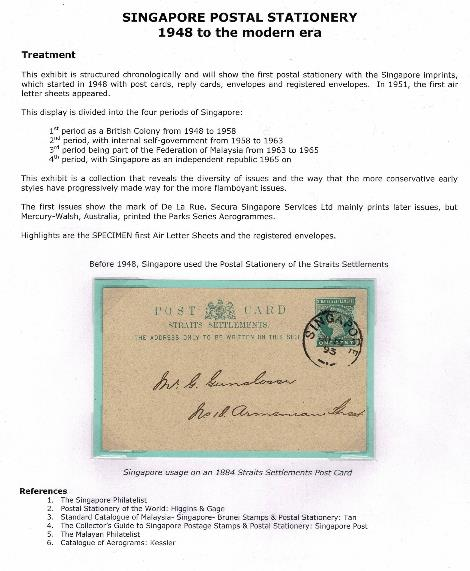 SINGAPORE POSTAL STATIONERY
1948 to the modern era
Treatment
This exhibit is structured chronologically and will show the first postal stationery with the Singapore imprints,
which started in 1948 with post cards, reply cards, envelopes and registered envelopes. In 1951, the first air
letter sheets appeared.
This display is divided into the four periods of Singapore:
1st period as a British Colony from 1948 to 1958
2nd period, with internal self-government from 1958 to 1963
3rd period being part of the Federation of Malaysia from 1963 to 1965
4th period, with Singapore as an independent republic 1965 on
This exhibit is a collection that reveals the diversity of issues and the way that the more conservative early
styles have progressively made way for the more flamboyant issues.
The first issues show the mark of De La Rue. Secura Singapore Services Ltd mainly prints later issues, but
Mercury-Walsh, Australia, printed the Parks Series Aerogrammes.
Highlights are the SPECIMEN first Air Letter Sheets and the registered envelopes.
Before 1948, Singapore used the Postal Stationery of the Straits Settlements
POST CARD
STRAITS SETTLEMENTS.
THE ADDRESS ONLY TO BE WRITTEN ON THIS
SINGAPORE
93
ONE CENT
Mr. G.
No 18. Armenian Street
Singapore usage on an 1884 Straits Settlements Post Card
References
1. The Singapore Philatelist
2. Postal Stationery of the World: Higgins & Gage
3. Standard Catalogue of Malaysia- Singapore- Brunei Stamps & Postal Stationery: Tan
4. The Collector's Guide to Singapore Postage Stamps & Postal Stationery: Singapore Post
5. The Malayan Philatelist
6. Catalogue of Aerograms: Kessler